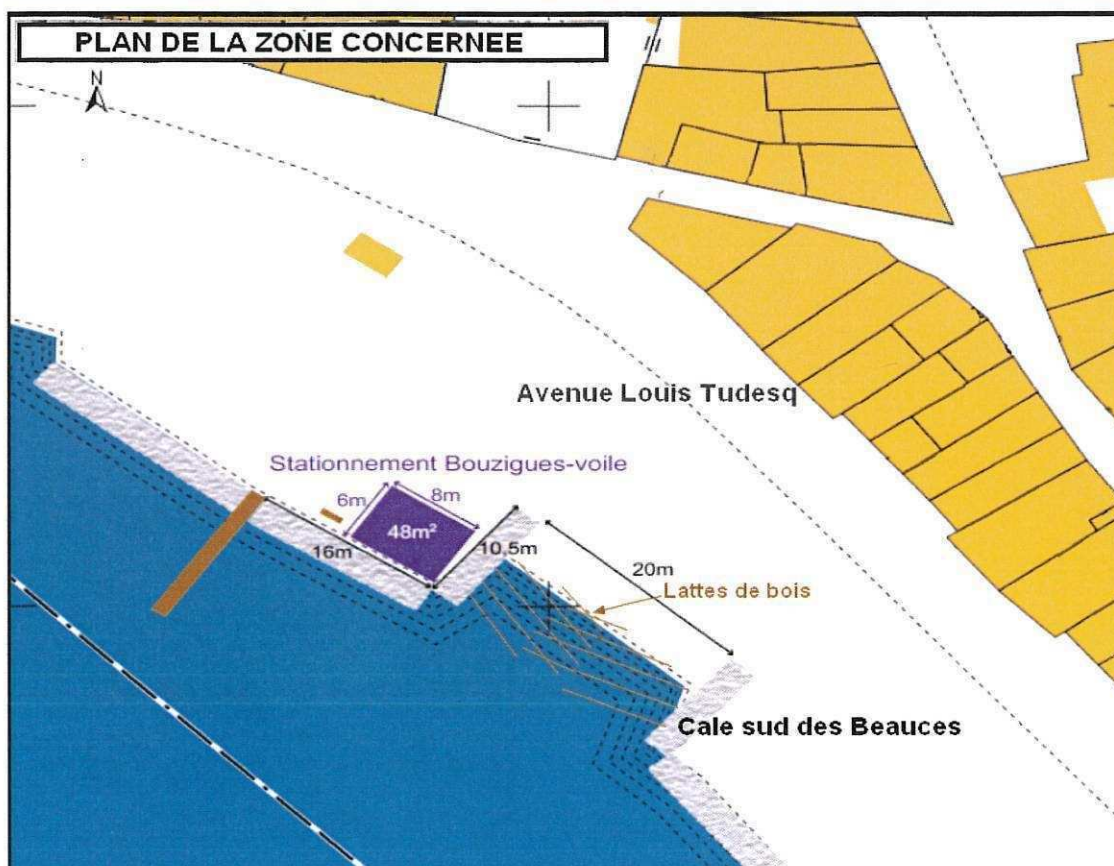 PLAN DE LA ZONE CONCERNEE
N
Avenue Louis Tudesq
Stationnement Bouzigues-voile
6m
8m
48m²
16m
10,5m
20m
Lattes de bois
Cale sud des Beauces